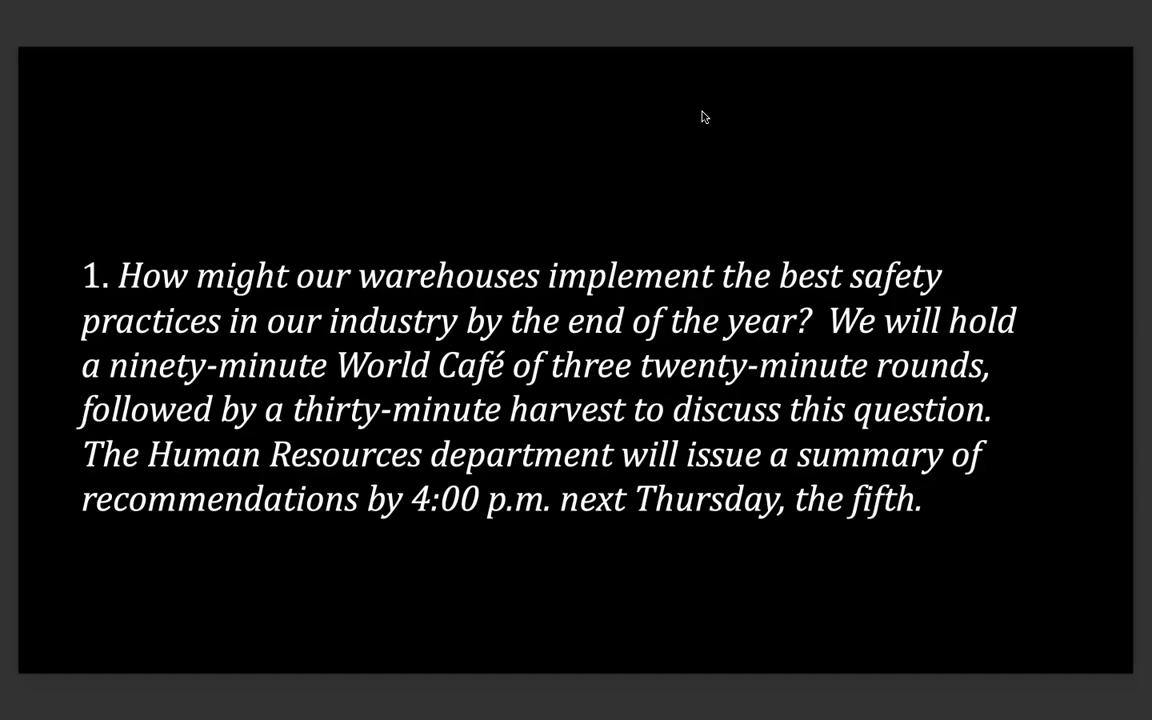 1. How might our warehouses implement the best safety
practices in our industry by the end of the year?  We will hold
a ninety-minute World Café of three twenty-minute rounds,
followed by a thirty-minute harvest to discuss this question.
The Human Resources department will issue a summary of
recommendations by 4:00 p.m. next Thursday, the fifth.